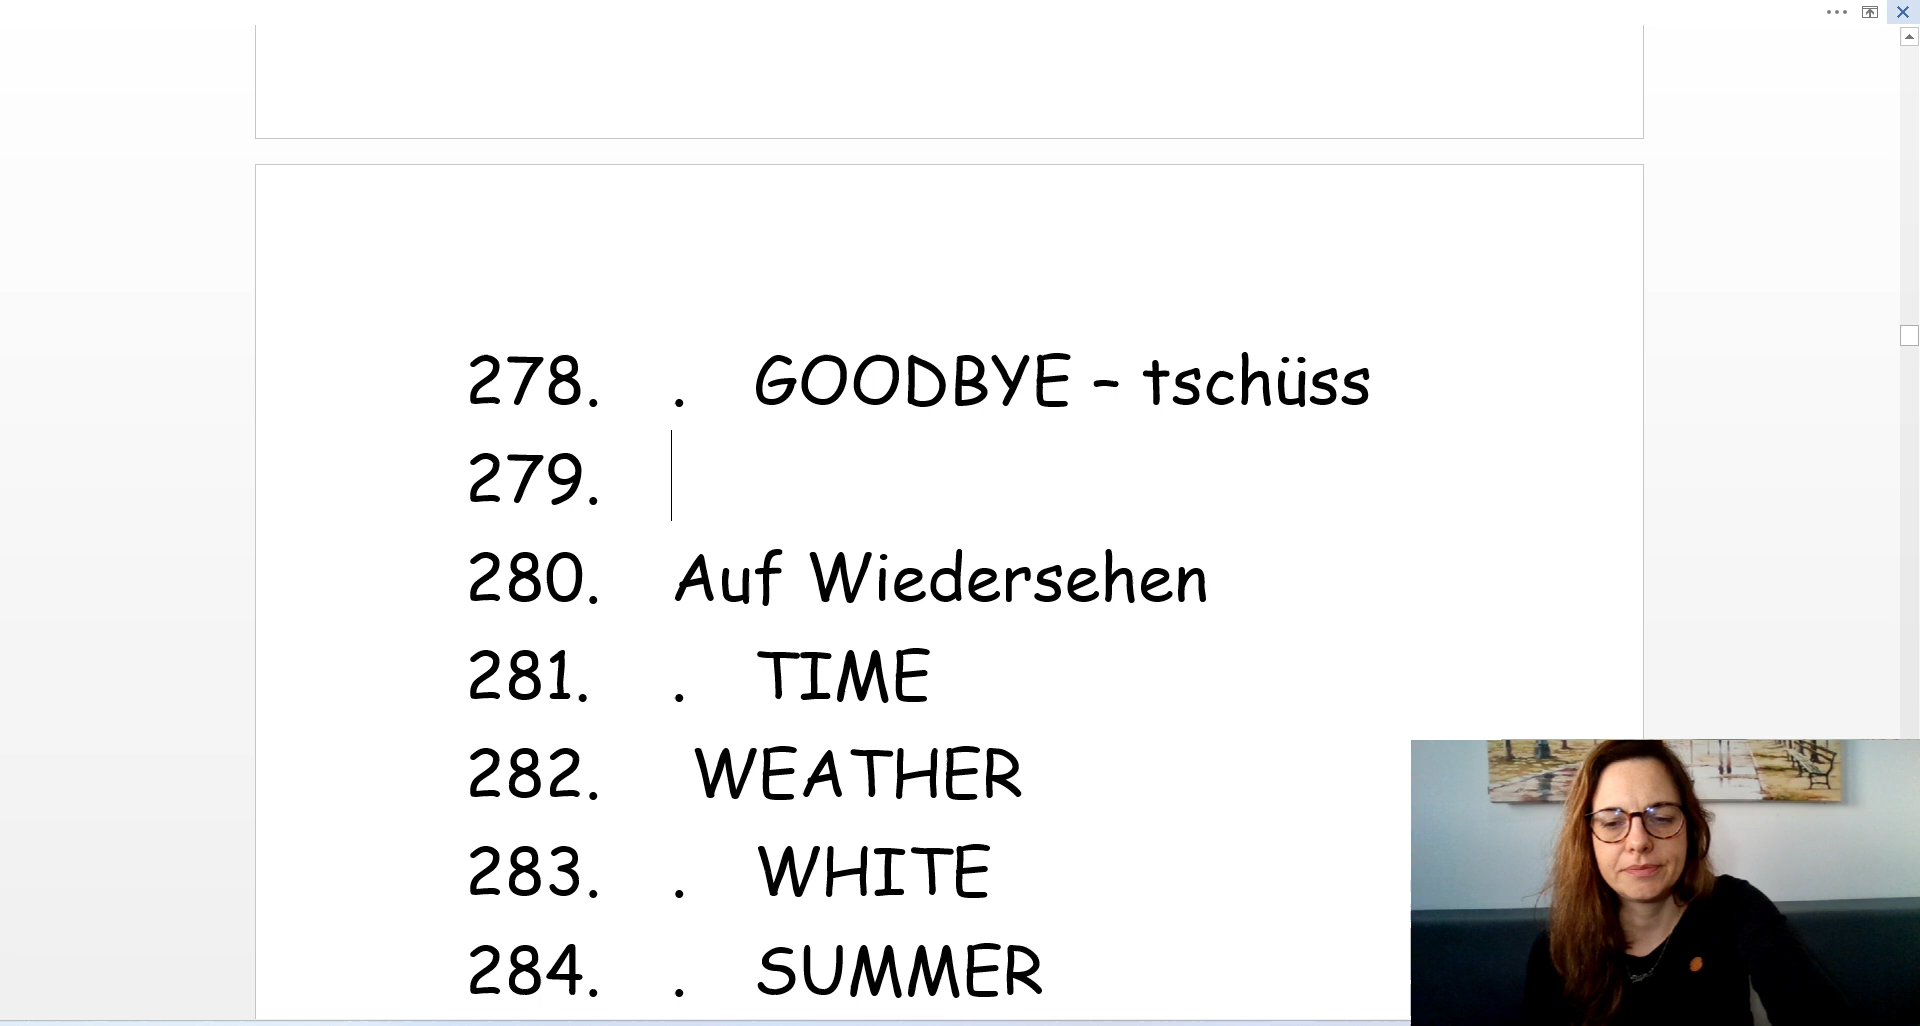 278. . GOODBYE – tschüss
279.
280. Auf Wiedersehen
281. . TIME
282. WEATHER
283. . WHITE
284. . SUMMER